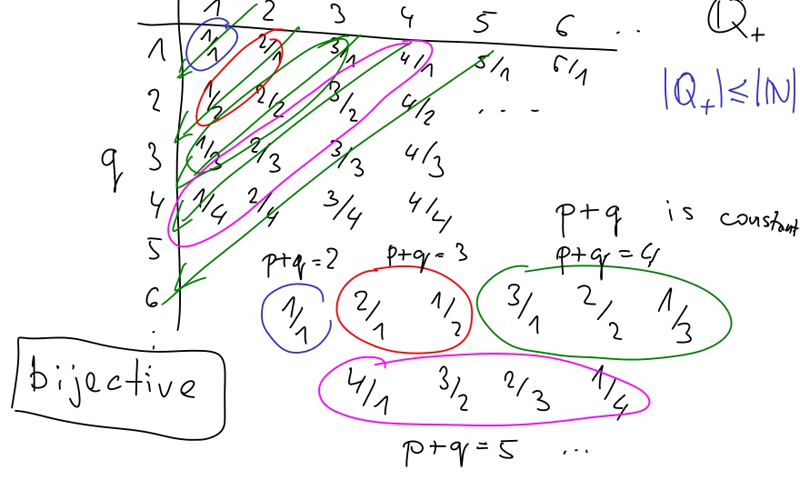 1 2 3 4 5 6 .. Q+
1 1/1 2/1 3/1 4/1 5/1 6/1
|Q+| ≤ |N|
2 1/2 2/2 3/2 4/2 . . . .
q 3 1/3 2/3 3/3 4/3
4 1/4 2/4 3/4 4/4
p+q is constant
5
p+q=2 p+q=3 p+q=4
6
1/1 2/1 1/2 3/1 2/2 1/3
bijective
4/1 3/2 2/3 1/4
p+q=5 ...